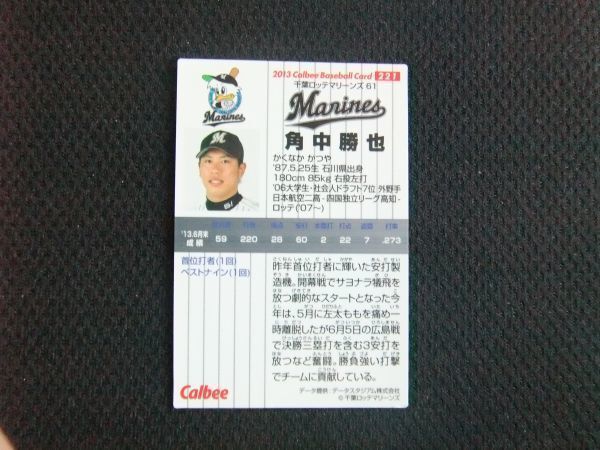 2013 Calbee Baseball Card 221
千葉ロッテマリーンズ 61
Marines
Marines
角中勝也
かくなか かつや
'87.5.25生 石川県出身
180cm 85kg 右投左打
'06大学生・社会人ドラフト7位 外野手
日本航空二高-四国独立リーグ高知-
ロッテ('07~)
'13.6月末
成績
59 220 26 60 2 22 7 .273
首位打者(1回)
ベストナイン(1回)
昨年首位打者に輝いた安打製
造機。開幕戦でサヨナラ犠飛を
放つ劇的なスタートとなった今
年は、5月に左太ももを痛め一
時離脱したが6月5日の広島戦
で決勝三塁打を含む3安打を
放つなど奮闘。勝負強い打撃
でチームに貢献している。
Calbee
データ提供:データスタジアム株式会社
© 千葉ロッテマリーンズ